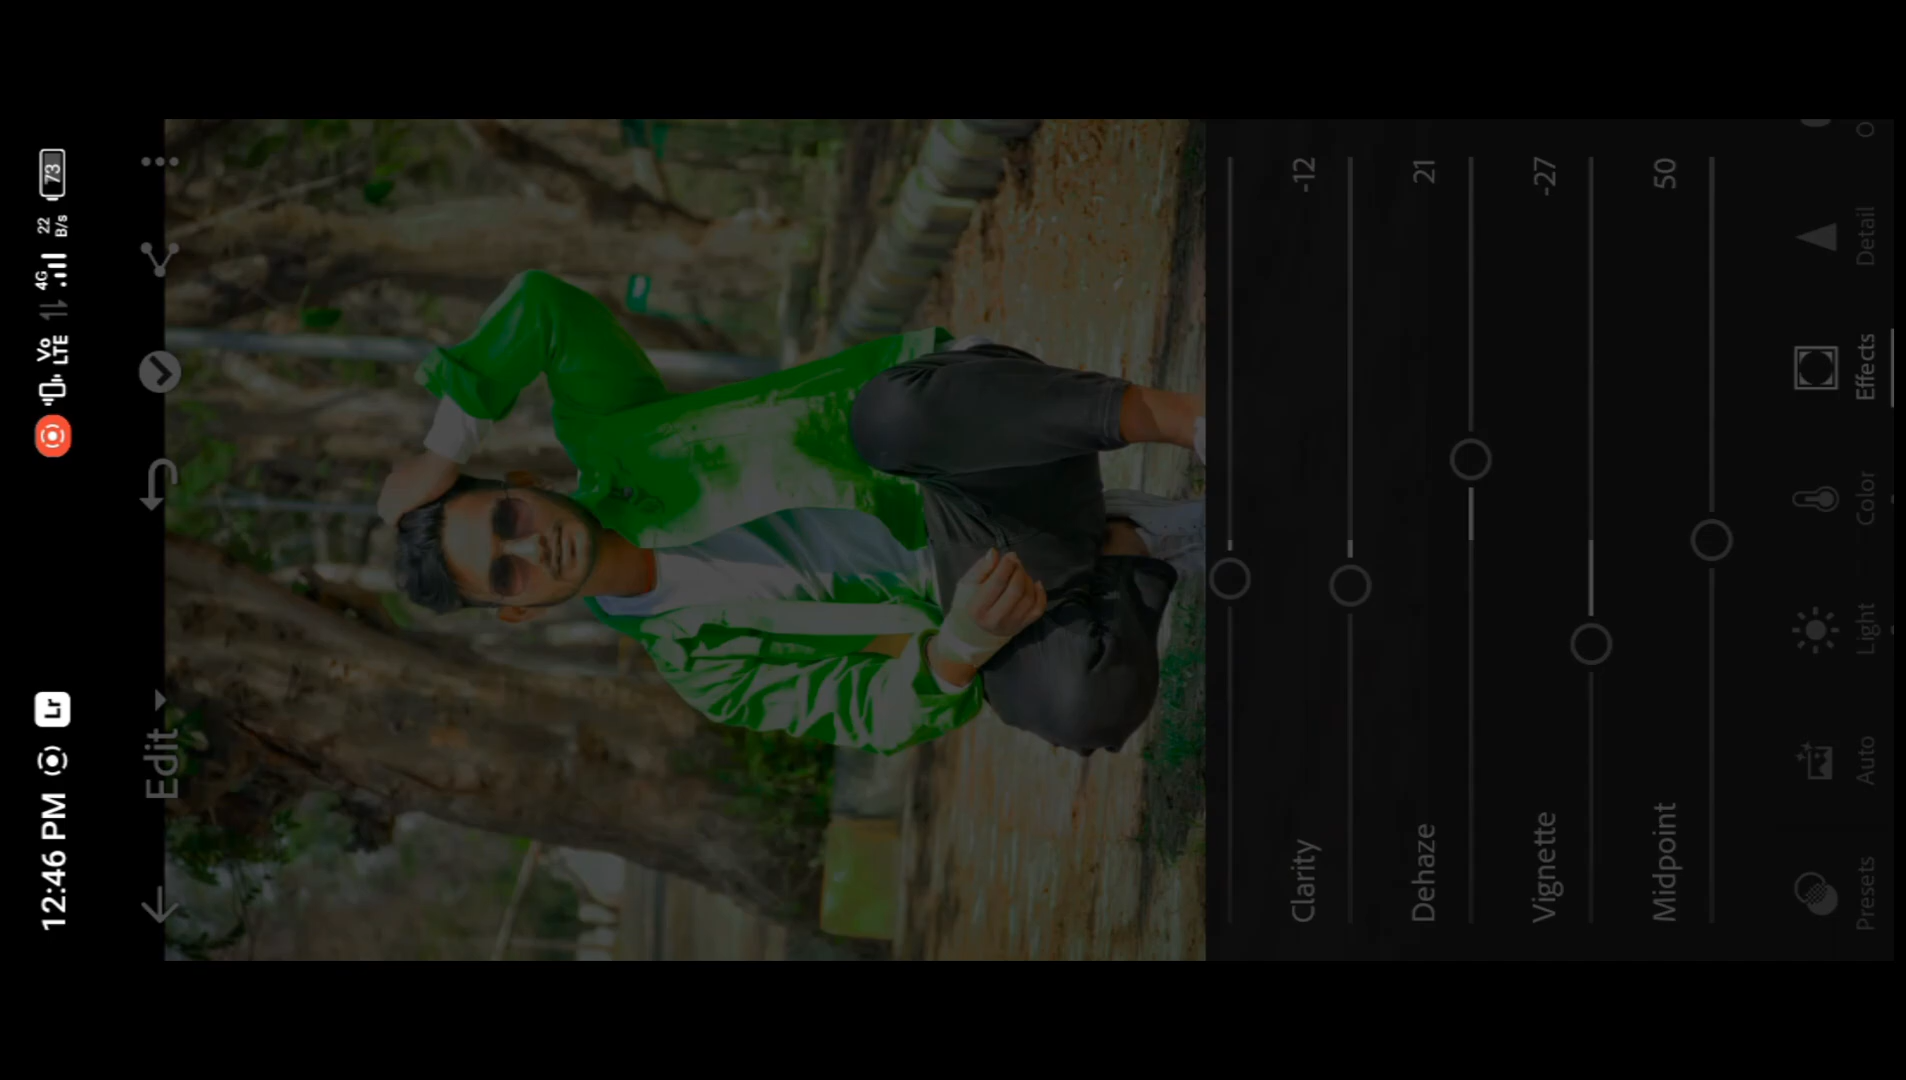 12:46 PM Lr Vo LTE 4G 22 B/s 73
Edit
Clarity -12
Dehaze 21
Vignette -27
Midpoint 50
Presets Auto Light Color Effects Detail O